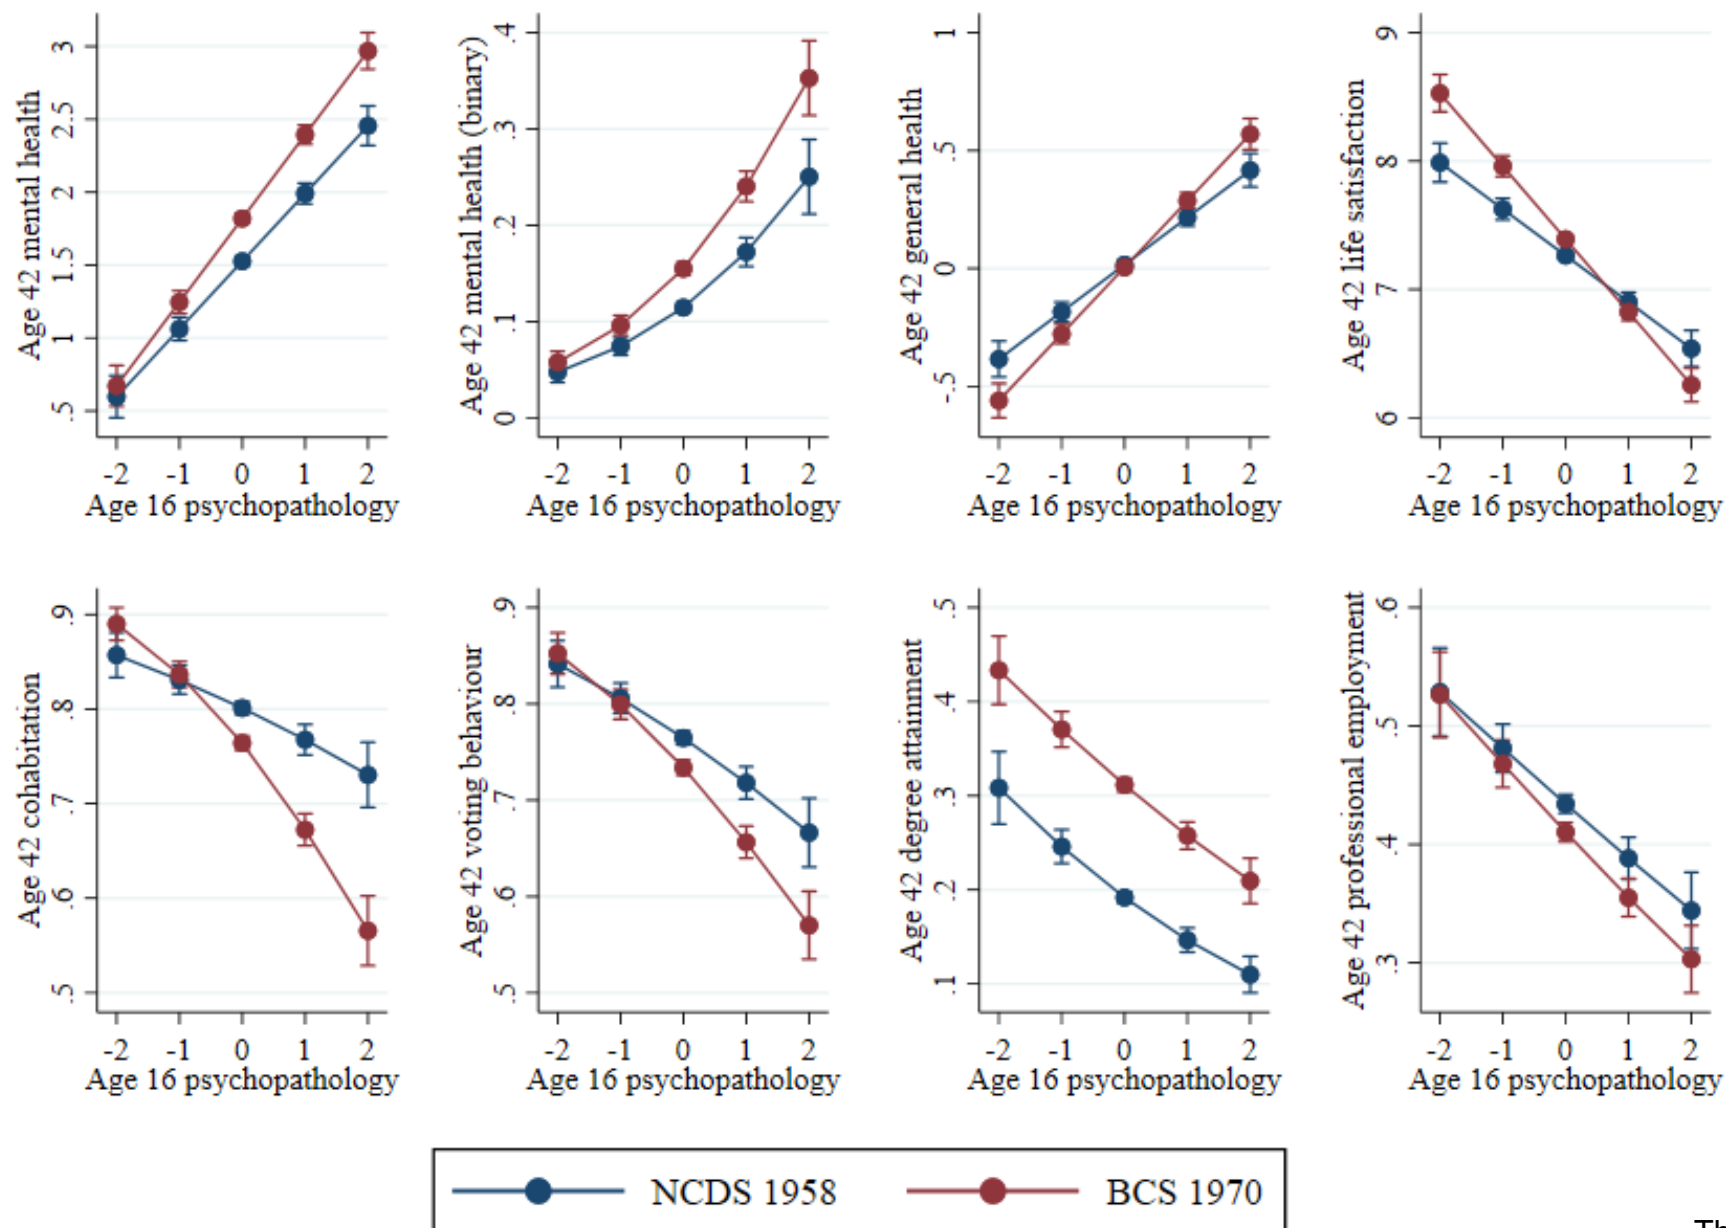 Age 42 mental health
3
2.5
2
1.5
1
.5
-2 -1 0 1 2
Age 16 psychopathology
Age 42 mental health (binary)
.4
.3
.2
.1
0
-2 -1 0 1 2
Age 16 psychopathology
Age 42 general health
1
.5
0
-.5
-2 -1 0 1 2
Age 16 psychopathology
Age 42 life satisfaction
9
8
7
6
-2 -1 0 1 2
Age 16 psychopathology
Age 42 cohabitation
.9
.8
.7
.6
.5
-2 -1 0 1 2
Age 16 psychopathology
Age 42 voting behaviour
.9
.8
.7
.6
.5
-2 -1 0 1 2
Age 16 psychopathology
Age 42 degree attainment
.5
.4
.3
.2
.1
-2 -1 0 1 2
Age 16 psychopathology
Age 42 professional employment
.6
.5
.4
.3
-2 -1 0 1 2
Age 16 psychopathology
NCDS 1958 BCS 1970